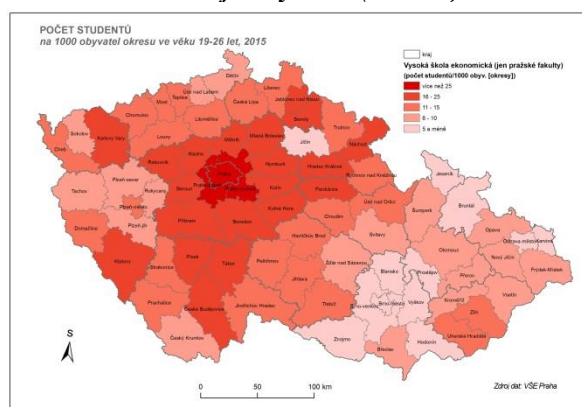 POČET STUDENTŮ
na 1000 obyvatel okresu ve věku 19-26 let, 2015
kraj
Vysoká škola ekonomická (jen pražské fakulty)
(počet studentů/1000 obyv. [okresy])
více než 25
16 - 25
11 - 15
6 - 10
5 a méně
Děčín
Ústí nad Labem
Liberec
Teplice
Most
Česká Lípa
Jablonec nad Nisou
Chomutov
Litoměřice
Semily
Trutnov
Sokolov
Karlovy Vary
Louny
Mělník
Mladá Boleslav
Jičín
Náchod
Cheb
Kladno
Rakovník
Nymburk
Hradec Králové
Rychnov nad Kněžnou
Jeseník
Plzeň-sever
Tachov
Rokycany
Beroun
Kolín
Pardubice
Bruntál
Plzeň-město
Kutná Hora
Ústí nad Orlicí
Šumperk
Opava
Plzeň-jih
Příbram
Benešov
Chrudim
Ostrava-město
Karviná
Domažlice
Havlíčkův Brod
Svitavy
Olomouc
Nový Jičín
Frýdek-Místek
Klatovy
Písek
Tábor
Pelhřimov
Žďár nad Sázavou
Blansko
Prostějov
Přerov
Strakonice
Jihlava
Vsetín
Třebíč
Brno-venkov
Brno-město
Vyškov
Kroměříž
Zlín
Prachatice
České Budějovice
Jindřichův Hradec
Uherské Hradiště
Znojmo
Hodonín
Český Krumlov
Břeclav
S
0
50
100 km
Zdroj dat: VŠE Praha